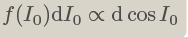 f(I₀)dI₀ ∝ d cos I₀